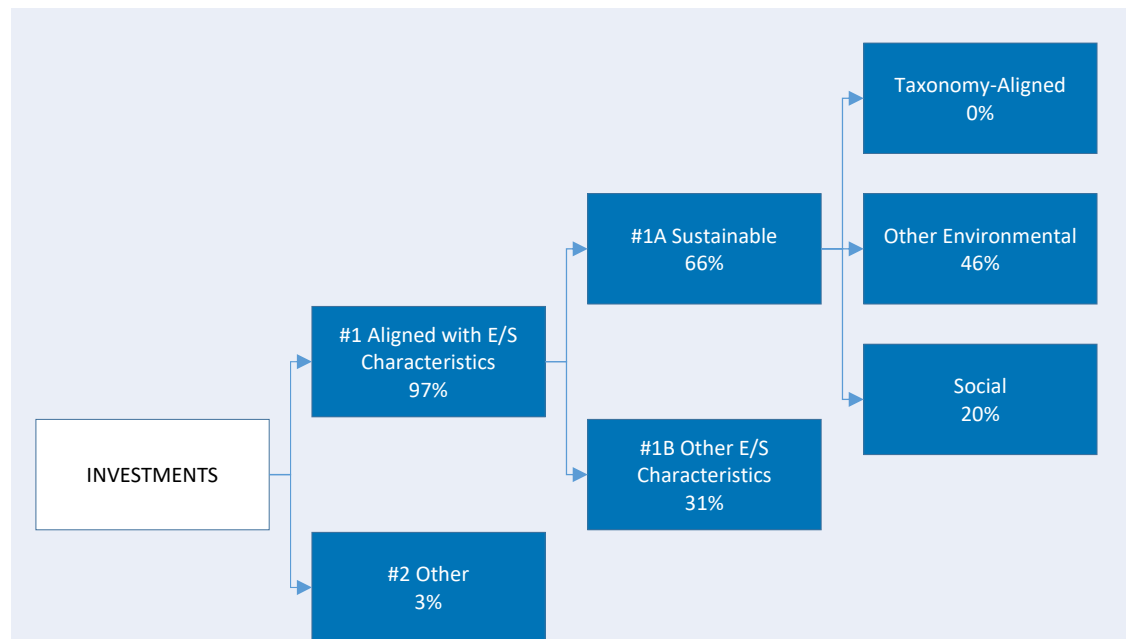 INVESTMENTS
#1 Aligned with E/S
Characteristics
97%
#2 Other
3%
#1A Sustainable
66%
#1B Other E/S
Characteristics
31%
Taxonomy-Aligned
0%
Other Environmental
46%
Social
20%